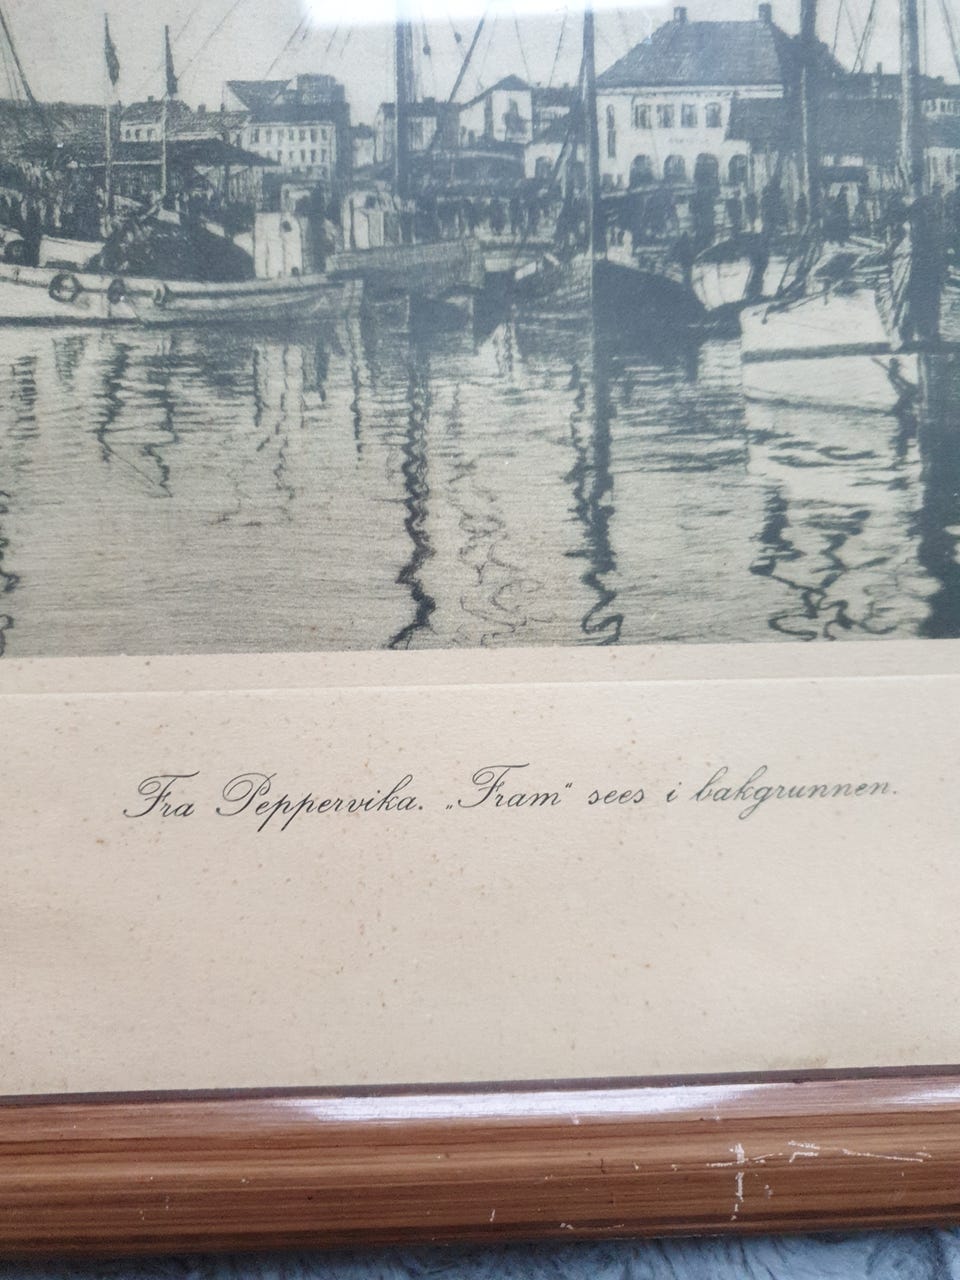 Fra Peppervika. „Fram“ sees i bakgrunnen.